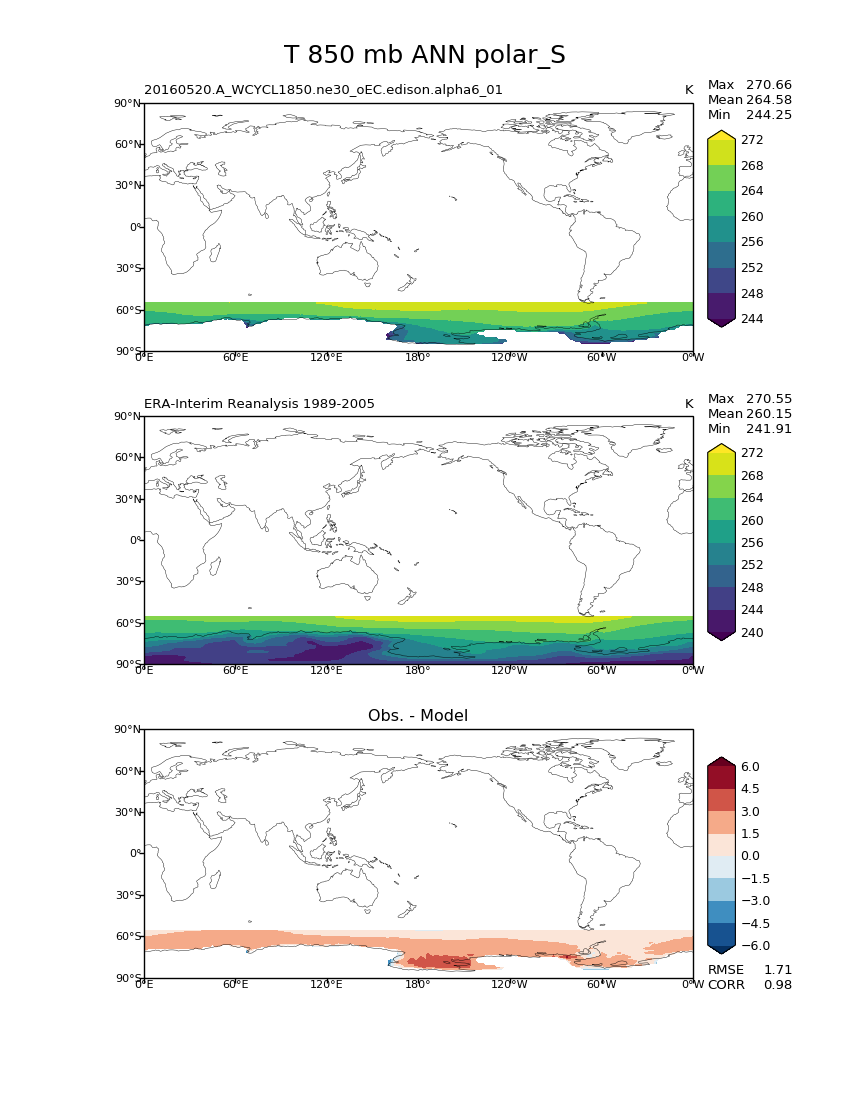 T 850 mb ANN polar_S
20160520.A_WCYCL1850.ne30_oEC.edison.alpha6_01 K
Max 270.66
Mean 264.58
Min 244.25
90°N
60°N
30°N
0°
30°S
60°S
90°S
0°E 60°E 120°E 180° 120°W 60°W 0°W
272
268
264
260
256
252
248
244
ERA-Interim Reanalysis 1989-2005 K
Max 270.55
Mean 260.15
Min 241.91
90°N
60°N
30°N
0°
30°S
60°S
90°S
0°E 60°E 120°E 180° 120°W 60°W 0°W
272
268
264
260
256
252
248
244
240
Obs. - Model
90°N
60°N
30°N
0°
30°S
60°S
90°S
0°E 60°E 120°E 180° 120°W 60°W 0°W
6.0
4.5
3.0
1.5
0.0
−1.5
−3.0
−4.5
−6.0
RMSE 1.71
CORR 0.98